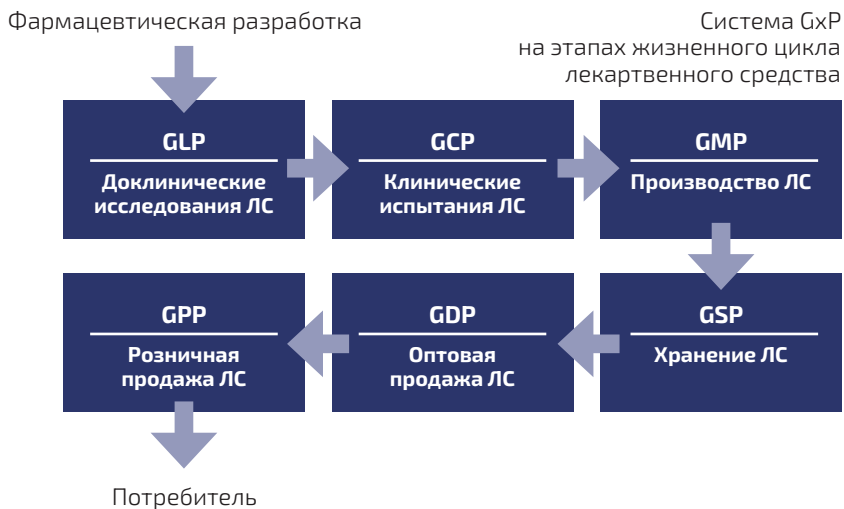 Фармацевтическая разработка
Система GxP
на этапах жизненного цикла
лекартвенного средства
GLP
Доклинические
исследования ЛС
GCP
Клинические
испытания ЛС
GMP
Производство ЛС
GPP
Розничная
продажа ЛС
GDP
Оптовая
продажа ЛС
GSP
Хранение ЛС
Потребитель